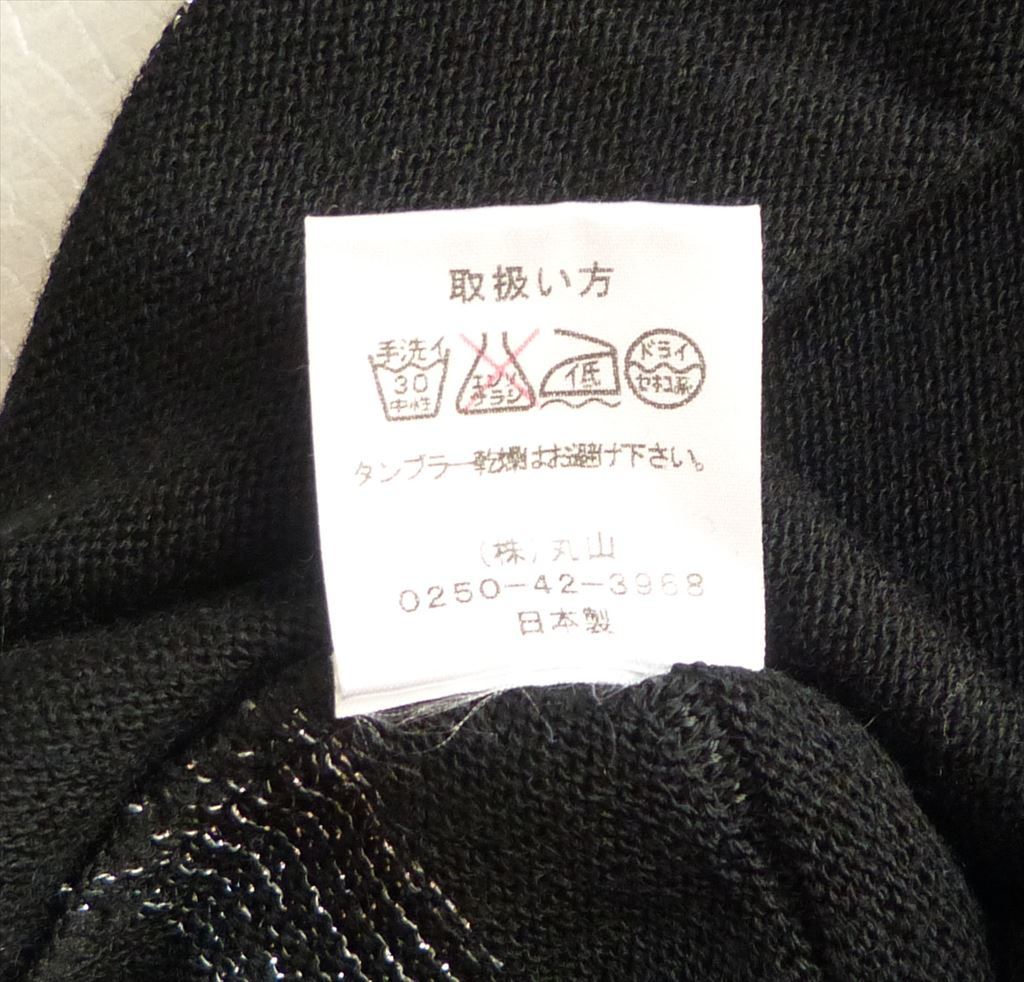 取扱い方
手洗イ 30 中性 エンソ サラシ 低 ドライ セキユ系
タンブラー乾燥はお避け下さい。
(株)丸山
0250-42-3968
日本製